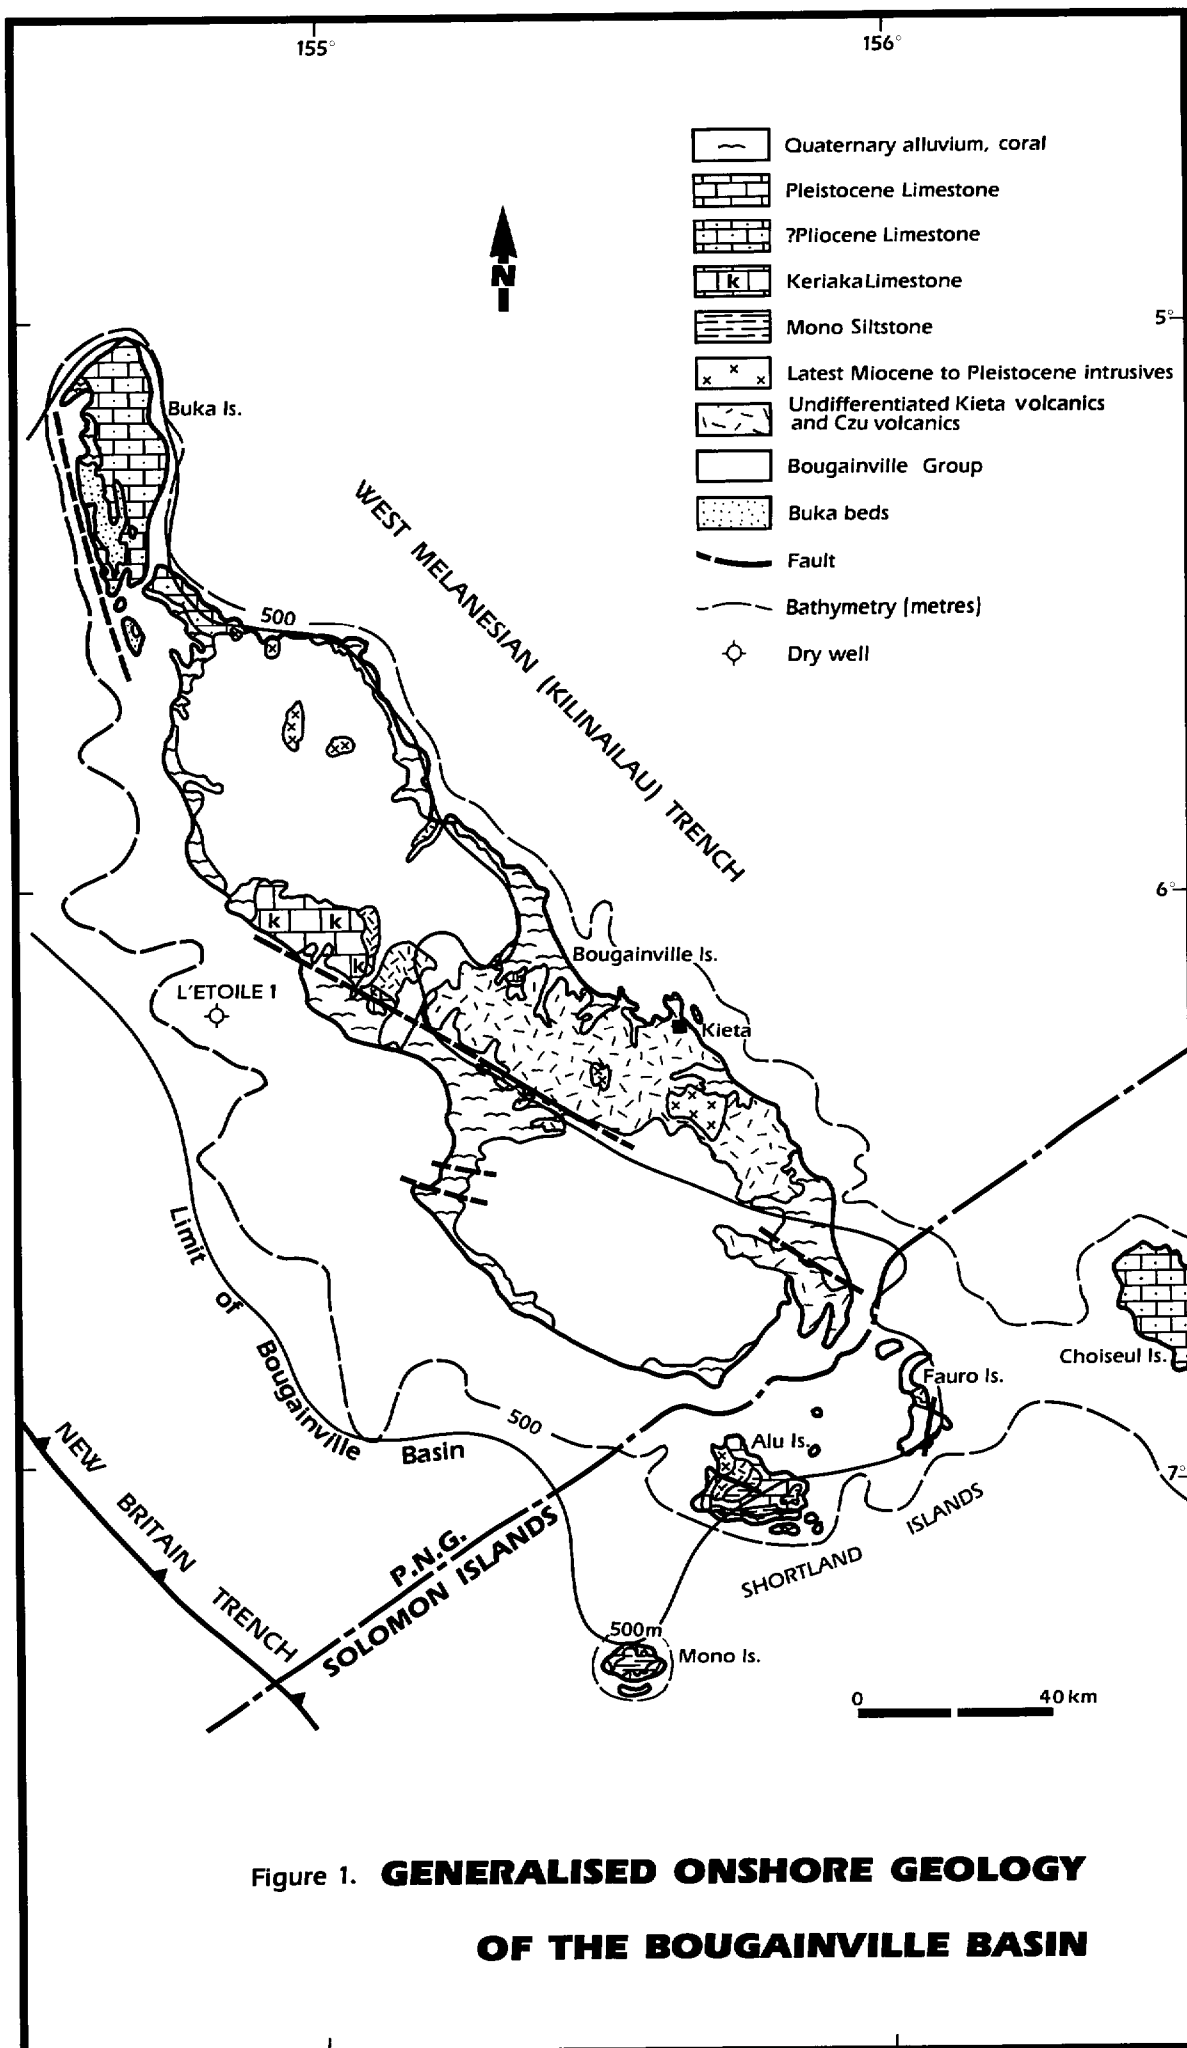 155°
156°
Quaternary alluvium, coral
Pleistocene Limestone
?Pliocene Limestone
k
Keriaka Limestone
Mono Siltstone
Latest Miocene to Pleistocene intrusives
Undifferentiated Kieta volcanics
and Czu volcanics
Bougainville Group
Buka beds
Fault
Bathymetry (metres)
Dry well
N
5°
Buka Is.
WEST MELANESIAN (KILINAILAU) TRENCH
500
6°
k
k
k
Bougainville Is.
L'ETOILE 1
Kieta
Limit of Bougainville Basin
Choiseul Is.
Fauro Is.
500
Alu Is.
7°
NEW BRITAIN TRENCH
SHORTLAND ISLANDS
P.N.G.
SOLOMON ISLANDS
500m
Mono Is.
0 40 km
Figure 1. GENERALISED ONSHORE GEOLOGY
OF THE BOUGAINVILLE BASIN